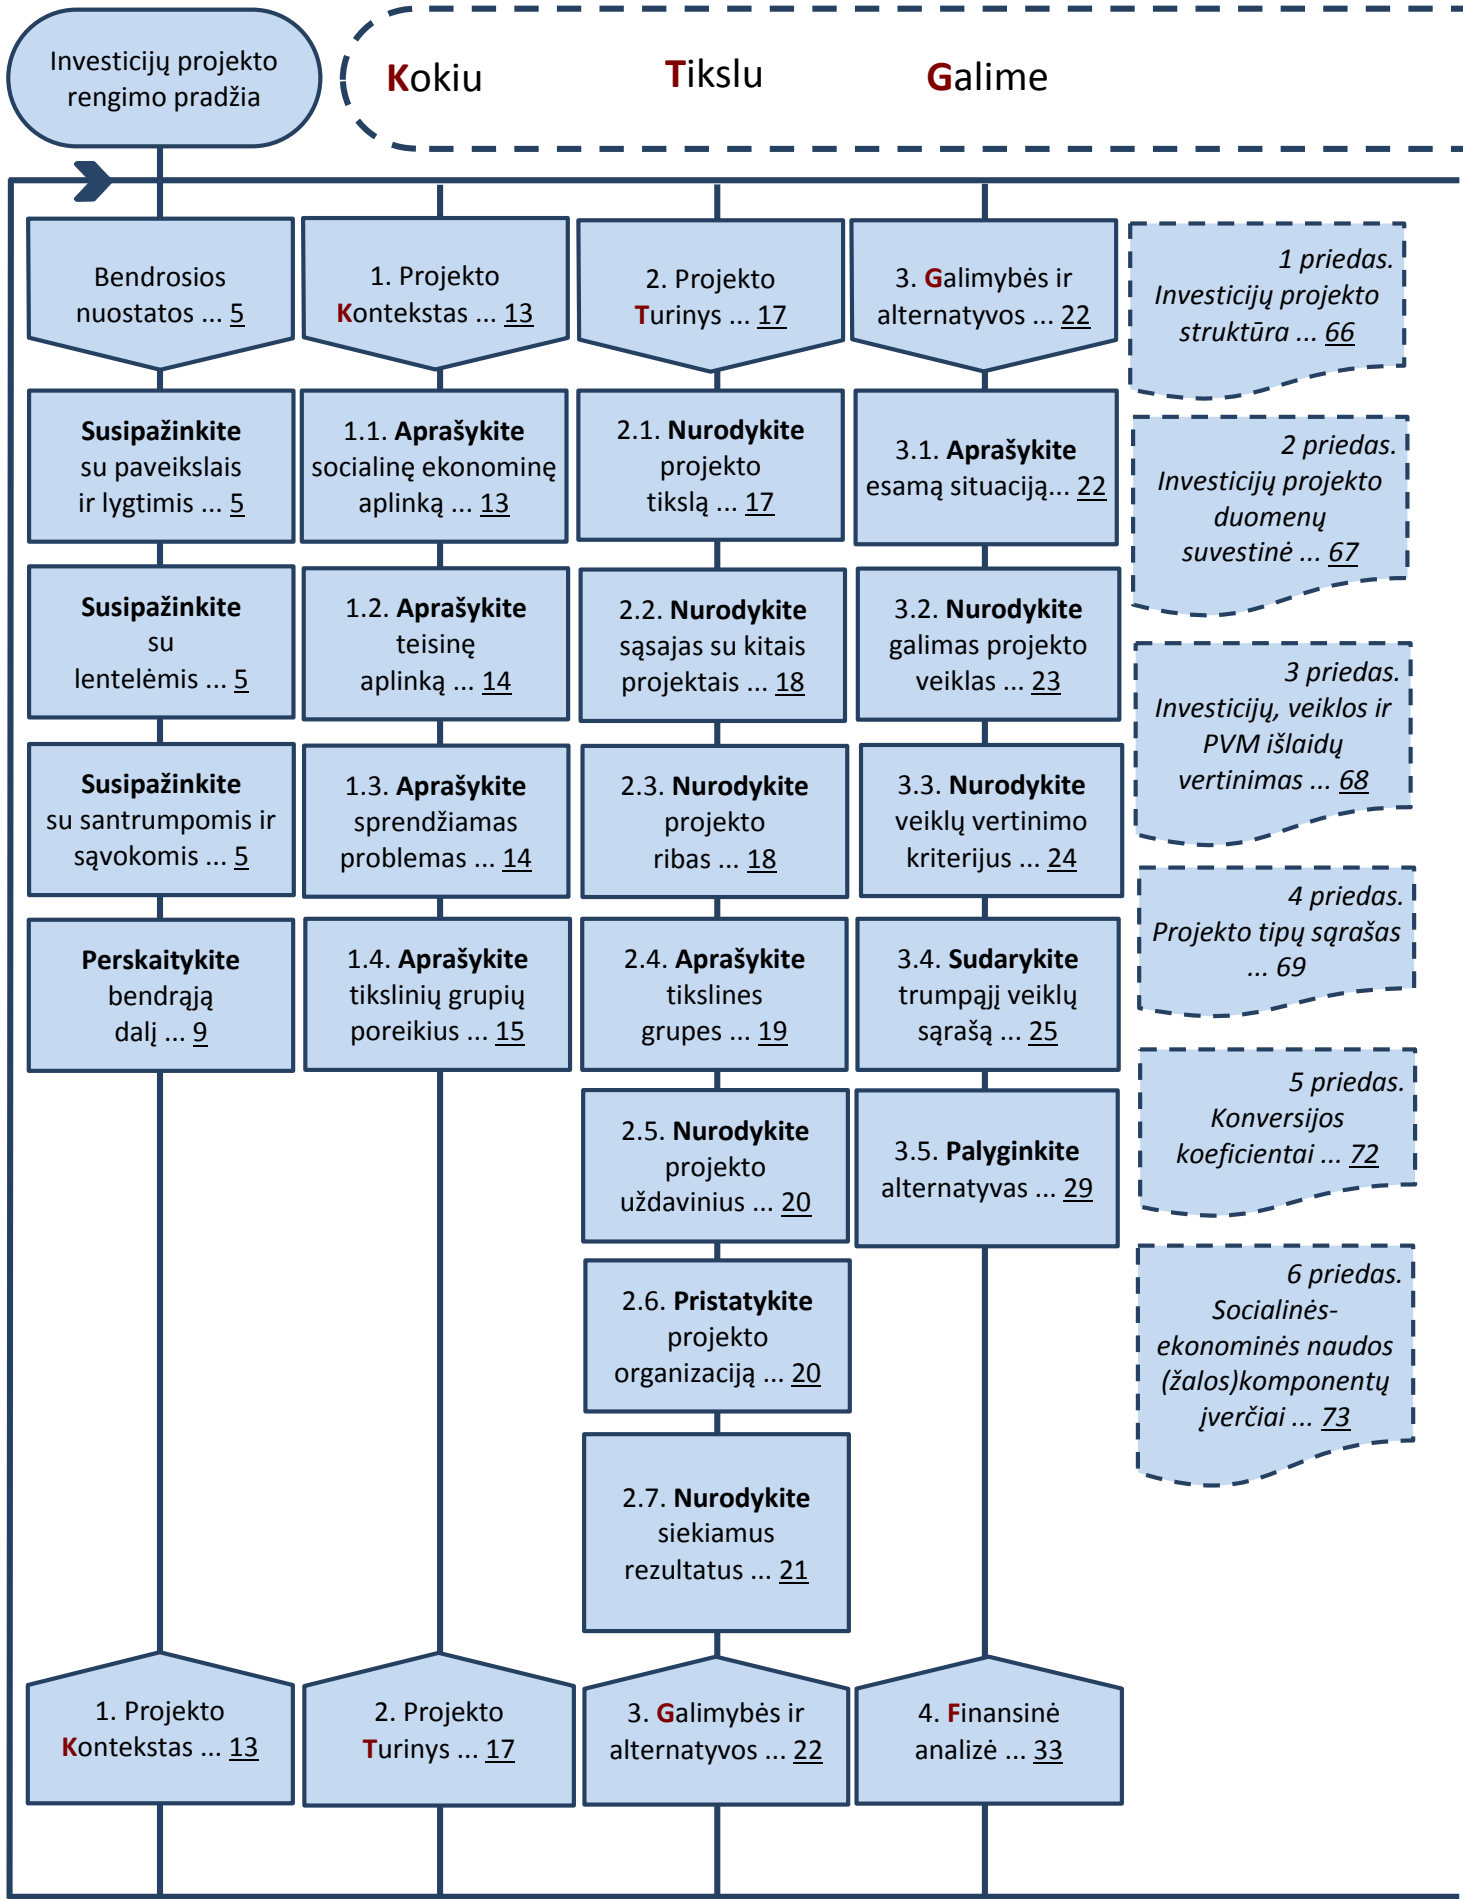 Investicijų projekto
rengimo pradžia
Kokiu
Tikslu
Galime
Bendrosios
nuostatos ... 5
Susipažinkite
su paveikslais
ir lygtimis ... 5
Susipažinkite
su
lentelėmis ... 5
Susipažinkite
su santrumpomis ir
sąvokomis ... 5
Perskaitykite
bendrąją
dalį ... 9
1. Projekto
Kontekstas ... 13
1. Projekto
Kontekstas ... 13
1.1. Aprašykite
socialinę ekonominę
aplinką ... 13
1.2. Aprašykite
teisinę
aplinką ... 14
1.3. Aprašykite
sprendžiamas
problemas ... 14
1.4. Aprašykite
tikslinių grupių
poreikius ... 15
2. Projekto
Turinys ... 17
2. Projekto
Turinys ... 17
2.1. Nurodykite
projekto
tikslą ... 17
2.2. Nurodykite
sąsajas su kitais
projektais ... 18
2.3. Nurodykite
projekto
ribas ... 18
2.4. Aprašykite
tikslines
grupes ... 19
2.5. Nurodykite
projekto
uždavinius ... 20
2.6. Pristatykite
projekto
organizaciją ... 20
2.7. Nurodykite
siekiamus
rezultatus ... 21
3. Galimybės ir
alternatyvos ... 22
3. Galimybės ir
alternatyvos ... 22
3.1. Aprašykite
esamą situaciją... 22
3.2. Nurodykite
galimas projekto
veiklas ... 23
3.3. Nurodykite
veiklų vertinimo
kriterijus ... 24
3.4. Sudarykite
trumpąjį veiklų
sąrašą ... 25
3.5. Palyginkite
alternatyvas ... 29
4. Finansinė
analizė ... 33
1 priedas.
Investicijų projekto
struktūra ... 66
2 priedas.
Investicijų projekto
duomenų
suvestinė ... 67
3 priedas.
Investicijų, veiklos ir
PVM išlaidų
vertinimas ... 68
4 priedas.
Projekto tipų sąrašas
... 69
5 priedas.
Konversijos
koeficientai ... 72
6 priedas.
Socialinės-
ekonominės naudos
(žalos)komponentų
įverčiai ... 73